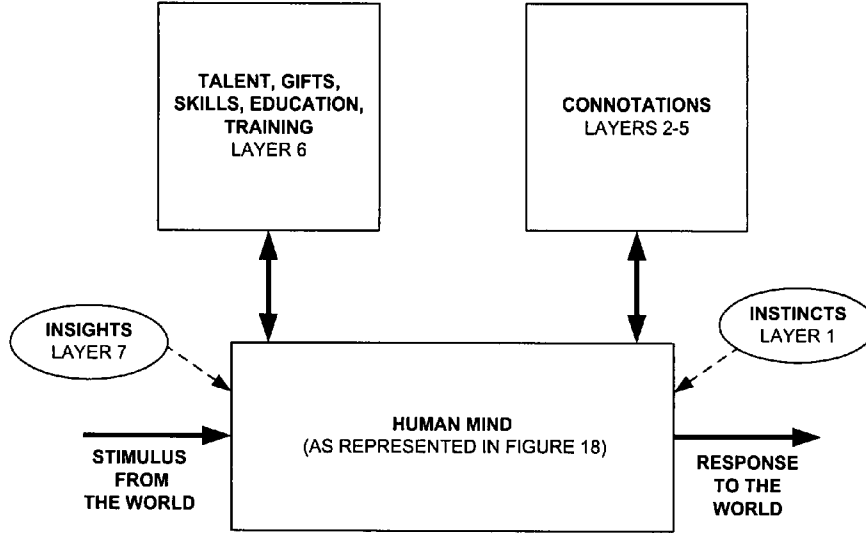 TALENT, GIFTS,
SKILLS, EDUCATION,
TRAINING
LAYER 6
CONNOTATIONS
LAYERS 2-5
INSIGHTS
LAYER 7
INSTINCTS
LAYER 1
HUMAN MIND
(AS REPRESENTED IN FIGURE 18)
STIMULUS
FROM
THE WORLD
RESPONSE
TO THE
WORLD